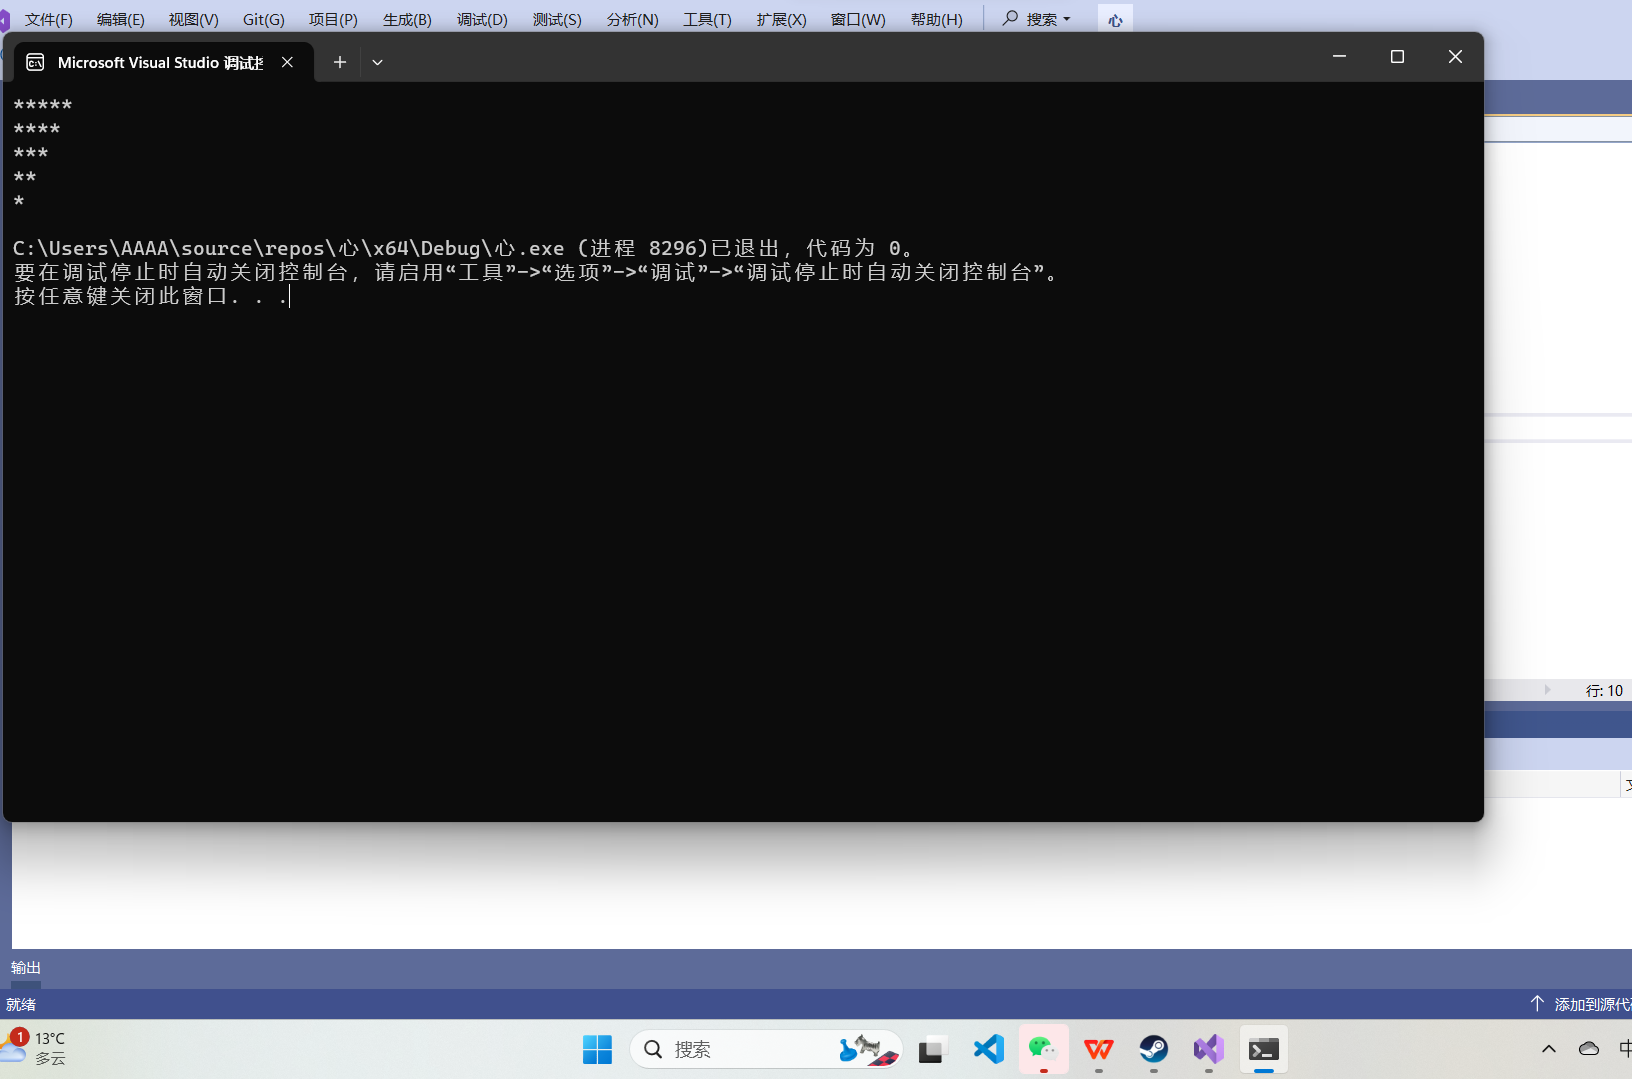 文件(F) 编辑(E) 视图(V) Git(G) 项目(P) 生成(B) 调试(D) 测试(S) 分析(N) 工具(T) 扩展(X) 窗口(W) 帮助(H) 搜索 心
Microsoft Visual Studio 调试
*****
****
***
**
*
C:\Users\AAAA\source\repos\心\x64\Debug\心.exe (进程 8296)已退出，代码为 0。
要在调试停止时自动关闭控制台，请启用“工具”->“选项”->“调试”->“调试停止时自动关闭控制台”。
按任意键关闭此窗口. . .
行: 10
输出
就绪
添加到源代
1
13°C
多云
搜索
中